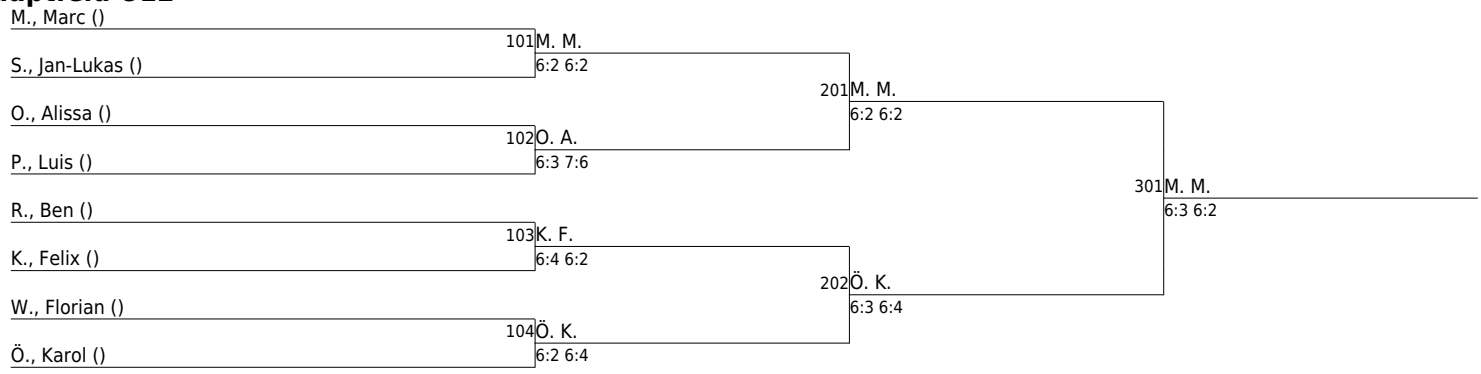 M., Marc ()
101 M. M.
S., Jan-Lukas ()
6:2 6:2
201 M. M.
O., Alissa ()
6:2 6:2
102 O. A.
P., Luis ()
6:3 7:6
301 M. M.
R., Ben ()
6:3 6:2
103 K. F.
K., Felix ()
6:4 6:2
202 Ö. K.
W., Florian ()
6:3 6:4
104 Ö. K.
Ö., Karol ()
6:2 6:4